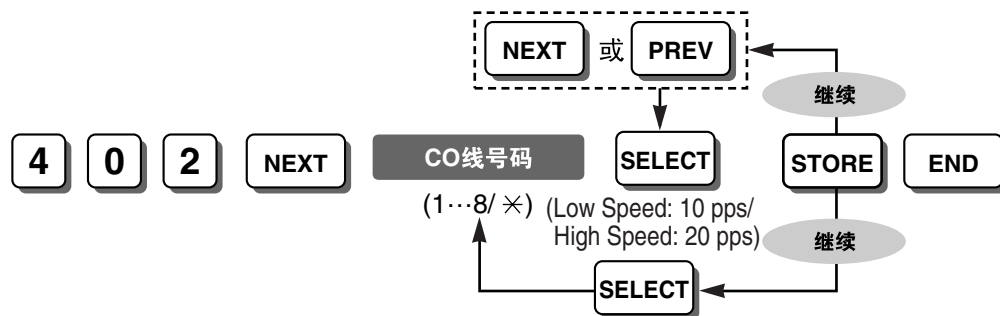 NEXT 或 PREV
继续
4 0 2 NEXT CO线号码 SELECT STORE END
(1…8/ ✳) (Low Speed: 10 pps/
High Speed: 20 pps)
继续
SELECT